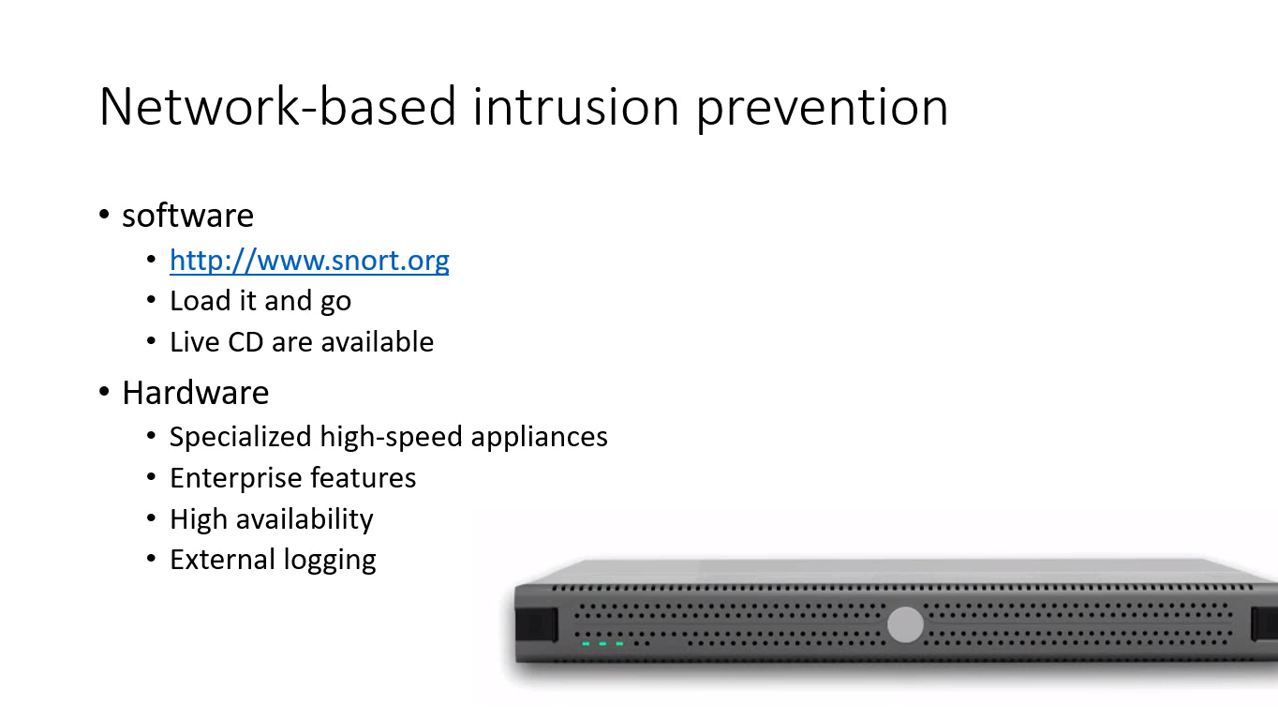 Network-based intrusion prevention
• software
• http://www.snort.org
• Load it and go
• Live CD are available
• Hardware
• Specialized high-speed appliances
• Enterprise features
• High availability
• External logging